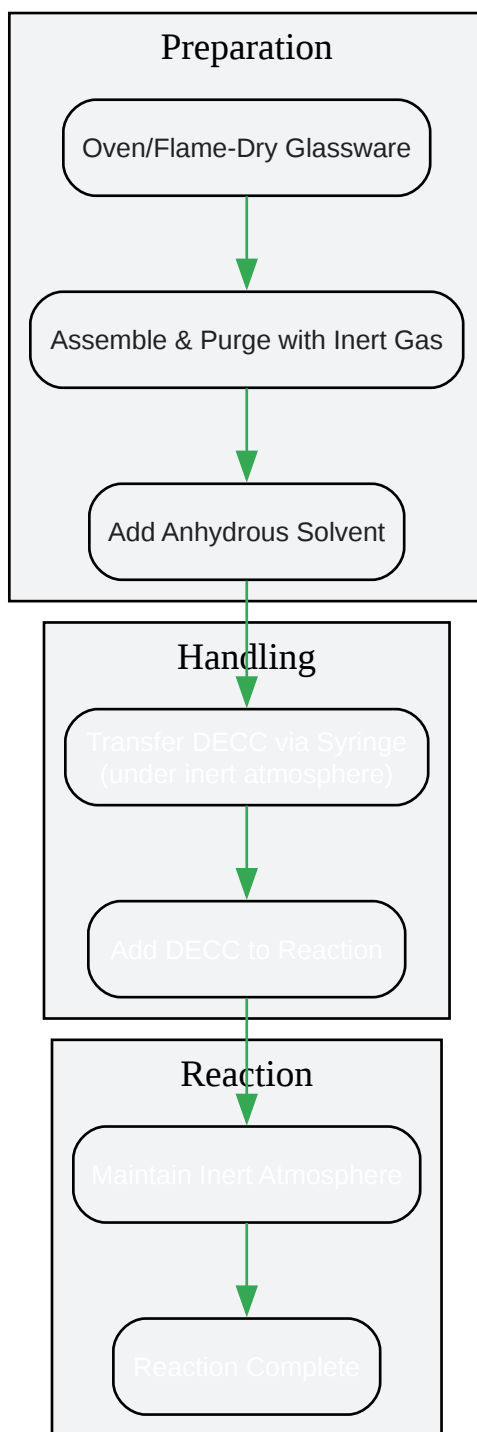 Preparation
Oven/Flame-Dry Glassware
Assemble & Purge with Inert Gas
Add Anhydrous Solvent
Handling
Transfer DECC via Syringe
(under inert atmosphere)
Add DECC to Reaction
Reaction
Maintain Inert Atmosphere
Reaction Complete